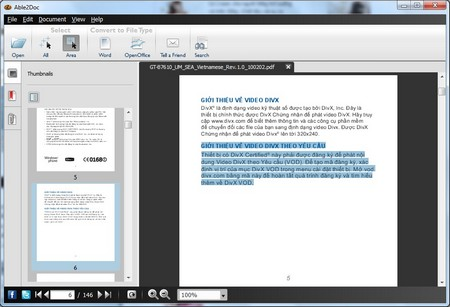 Able2Doc
File Edit Document View Help
Select Convert to File Type
Open All Area Word OpenOffice Tell a Friend Search
GT-B7610_UM_SEA_Vietnamese_Rev.1.0_100202.pdf
Thumbnails
5
6
GIỚI THIỆU VỀ VIDEO DIVX
DivX® là định dạng video kỹ thuật số được tạo bởi DivX, Inc. Đây là
thiết bị chính thức được DivX Chứng nhận để phát video DivX. Hãy truy
cập www.divx.com để biết thêm thông tin và các công cụ phần mềm
để chuyển đổi các file của bạn sang định dạng video Divx. Được DivX
Chứng nhận để phát video DivX® lên tới 320x240.
GIỚI THIỆU VỀ VIDEO DIVX THEO YÊU CẦU
Thiết bị có DivX Certified® này phải được đăng ký để phát nội
dung Video DivX Theo Yêu cầu (VOD). Để tạo mã đăng ký, xác
định vị trí của mục DivX VOD trong menu cài đặt thiết bị. Mở vod.
divx.com bằng mã này để hoàn tất quá trình đăng ký và tìm hiểu
thêm về DivX VOD.
6 / 146 100%